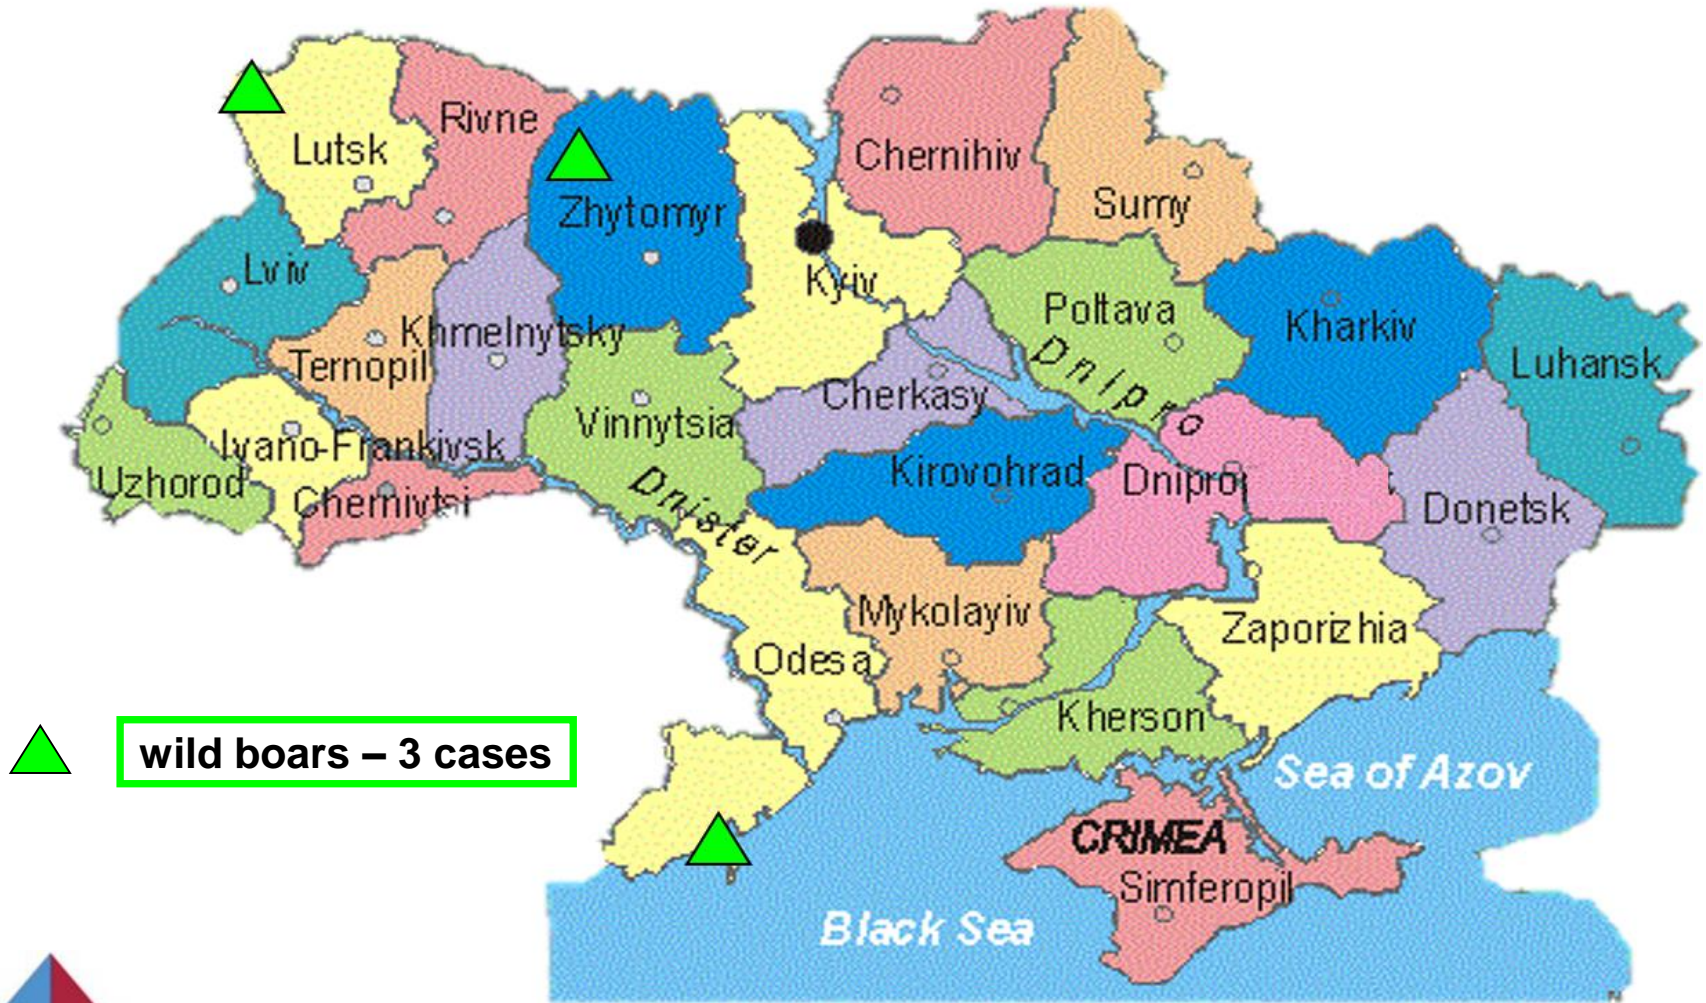 Rivne
Lutsk
Chernihiv
Sumy
Zhytomyr
Lviv
Kyiv
Poltava
Kharkiv
Khmelnytsky
Ternopil
Luhansk
Dnipro
Cherkasy
Vinnytsia
Ivano-Frankivsk
Kirovohrad
Uzhorod
Dnipro
Chernivtsi
Donetsk
Dnister
Mykolayiv
Zaporizhia
Odesa
Kherson
wild boars – 3 cases
Sea of Azov
CRIMEA
Simferopil
Black Sea